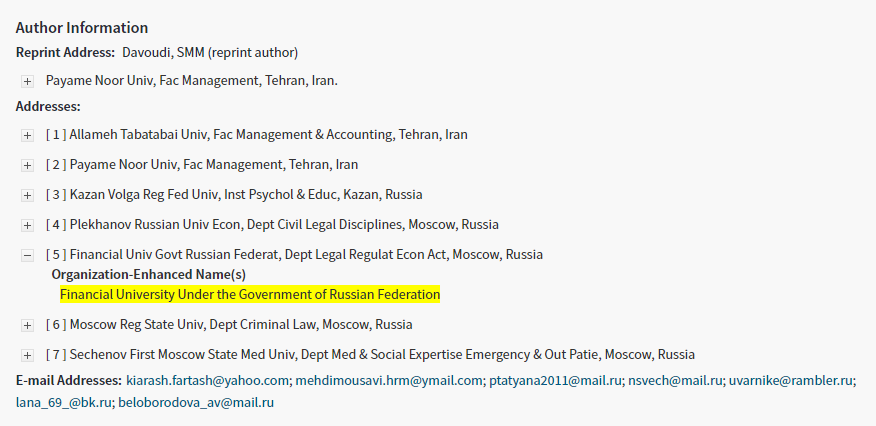 Author Information
Reprint Address: Davoudi, SMM (reprint author)
Payame Noor Univ, Fac Management, Tehran, Iran.
Addresses:
[ 1 ] Allameh Tabatabai Univ, Fac Management & Accounting, Tehran, Iran
[ 2 ] Payame Noor Univ, Fac Management, Tehran, Iran
[ 3 ] Kazan Volga Reg Fed Univ, Inst Psychol & Educ, Kazan, Russia
[ 4 ] Plekhanov Russian Univ Econ, Dept Civil Legal Disciplines, Moscow, Russia
[ 5 ] Financial Univ Govt Russian Federat, Dept Legal Regulat Econ Act, Moscow, Russia
Organization-Enhanced Name(s)
Financial University Under the Government of Russian Federation
[ 6 ] Moscow Reg State Univ, Dept Criminal Law, Moscow, Russia
[ 7 ] Sechenov First Moscow State Med Univ, Dept Med & Social Expertise Emergency & Out Patie, Moscow, Russia
E-mail Addresses: kiarash.fartash@yahoo.com; mehdimousavi.hrm@ymail.com; ptatyana2011@mail.ru; nsvech@mail.ru; uvarnike@rambler.ru;
lana_69_@bk.ru; beloborodova_av@mail.ru